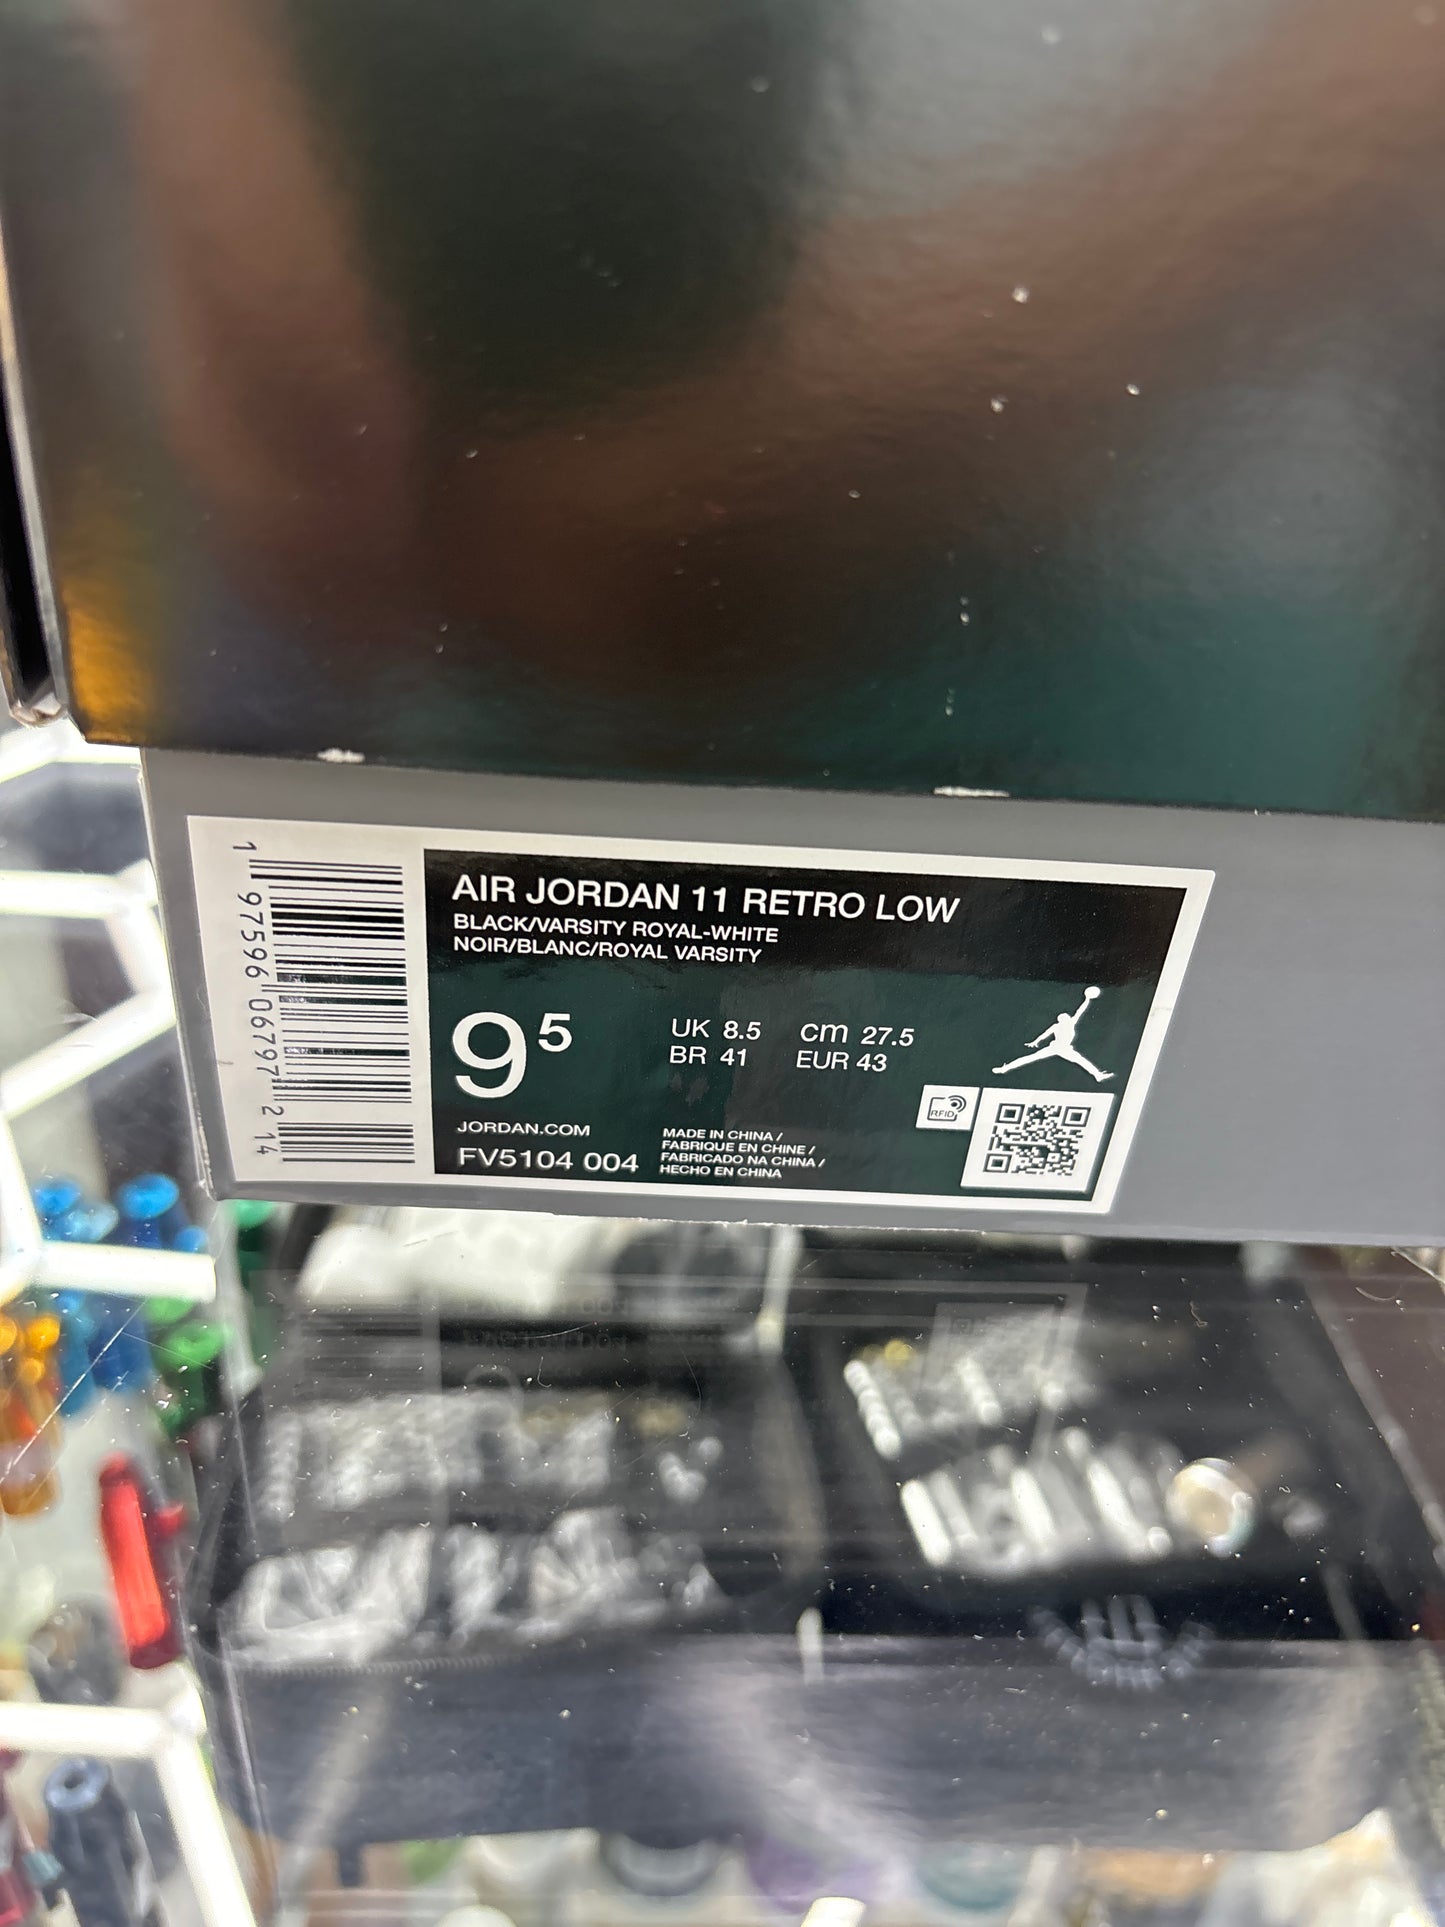 AIR JORDAN 11 RETRO LOW
BLACK/VARSITY ROYAL-WHITE
NOIR/BLANC/ROYAL VARSITY
9⁵
UK 8.5 cm 27.5
BR 41 EUR 43
RFID
JORDAN.COM
FV5104 004
MADE IN CHINA /
FABRIQUE EN CHINE /
FABRICADO NA CHINA /
HECHO EN CHINA
1 97596 06797 2 14